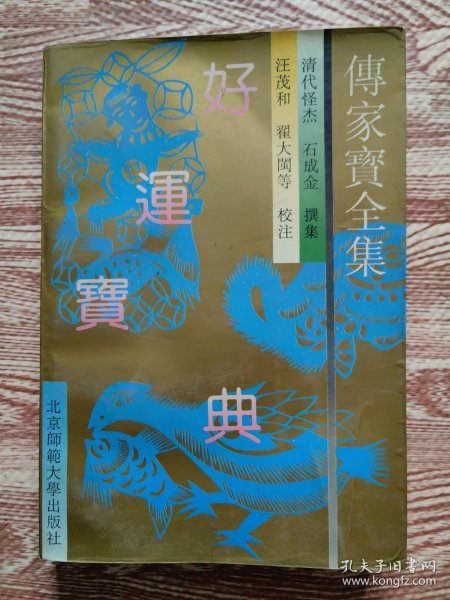 傳家寶全集
清代怪杰 石成金 撰集
汪茂和 翟大閩等 校注
好運寶典
北京師範大學出版社
孔夫子旧书网
www.kongfz.com